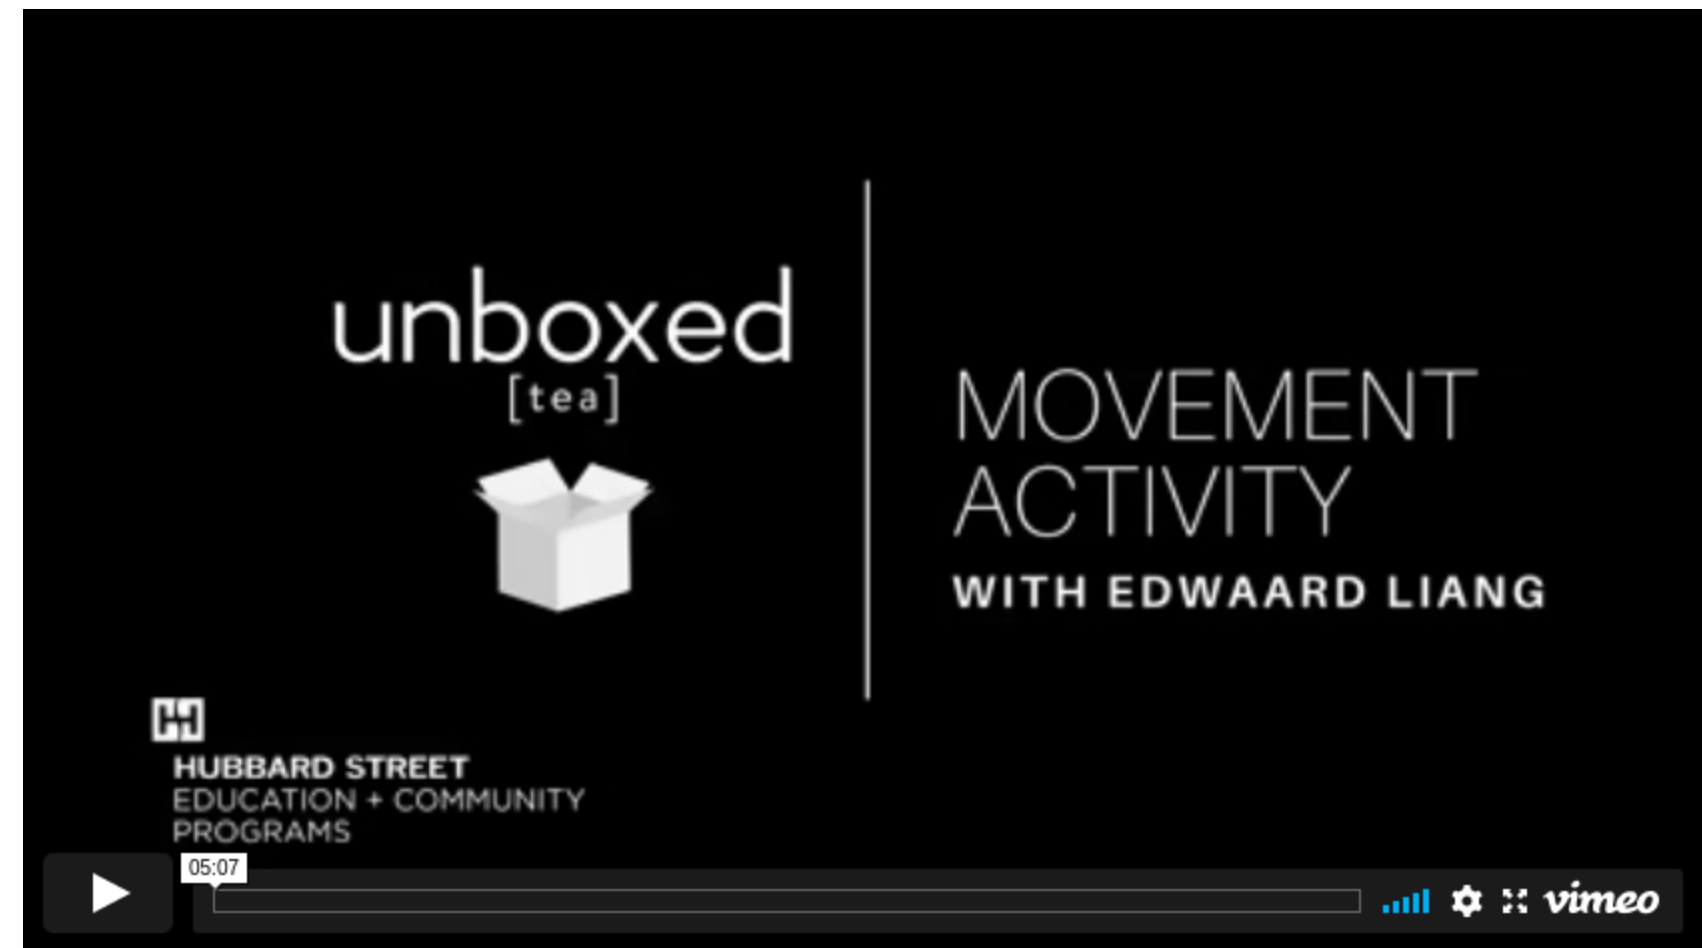 unboxed
[tea]
MOVEMENT
ACTIVITY
WITH EDWAARD LIANG
HUBBARD STREET
EDUCATION + COMMUNITY
PROGRAMS
05:07
vimeo